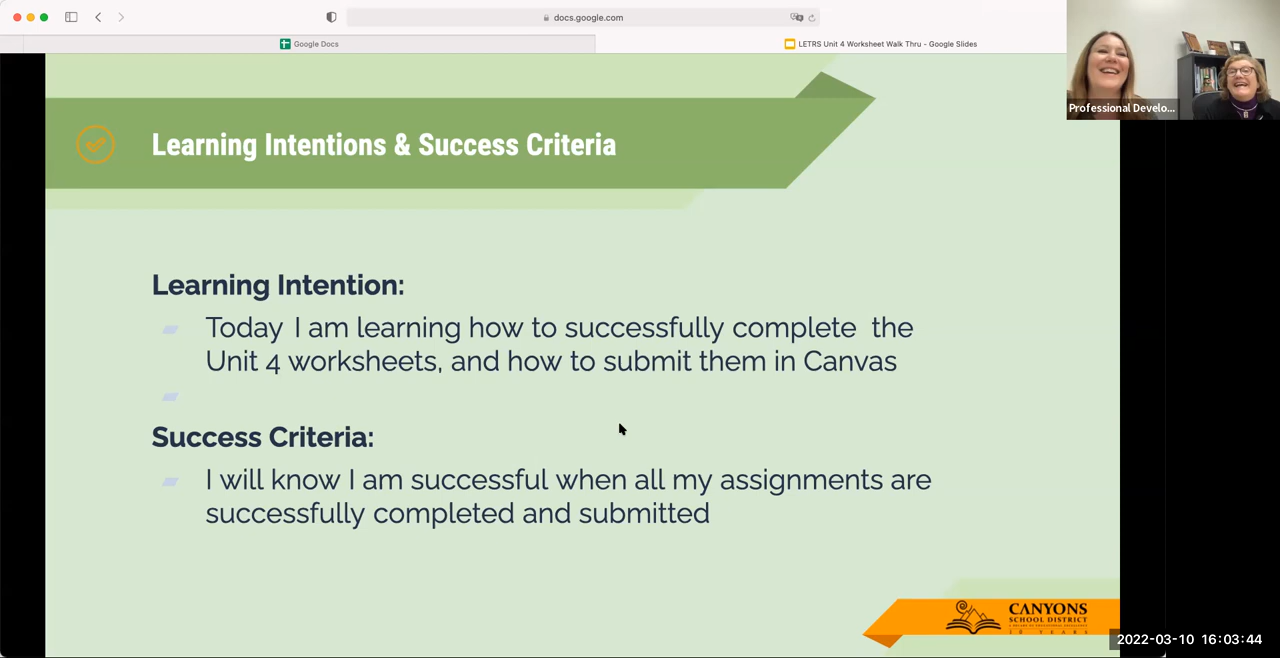 docs.google.com
Google Docs
LETRS Unit 4 Worksheet Walk Thru - Google Slides
Professional Develo...
Learning Intentions & Success Criteria
Learning Intention:
Today I am learning how to successfully complete the
Unit 4 worksheets, and how to submit them in Canvas
Success Criteria:
I will know I am successful when all my assignments are
successfully completed and submitted
CANYONS
SCHOOL DISTRICT
2022-03-10 16:03:44